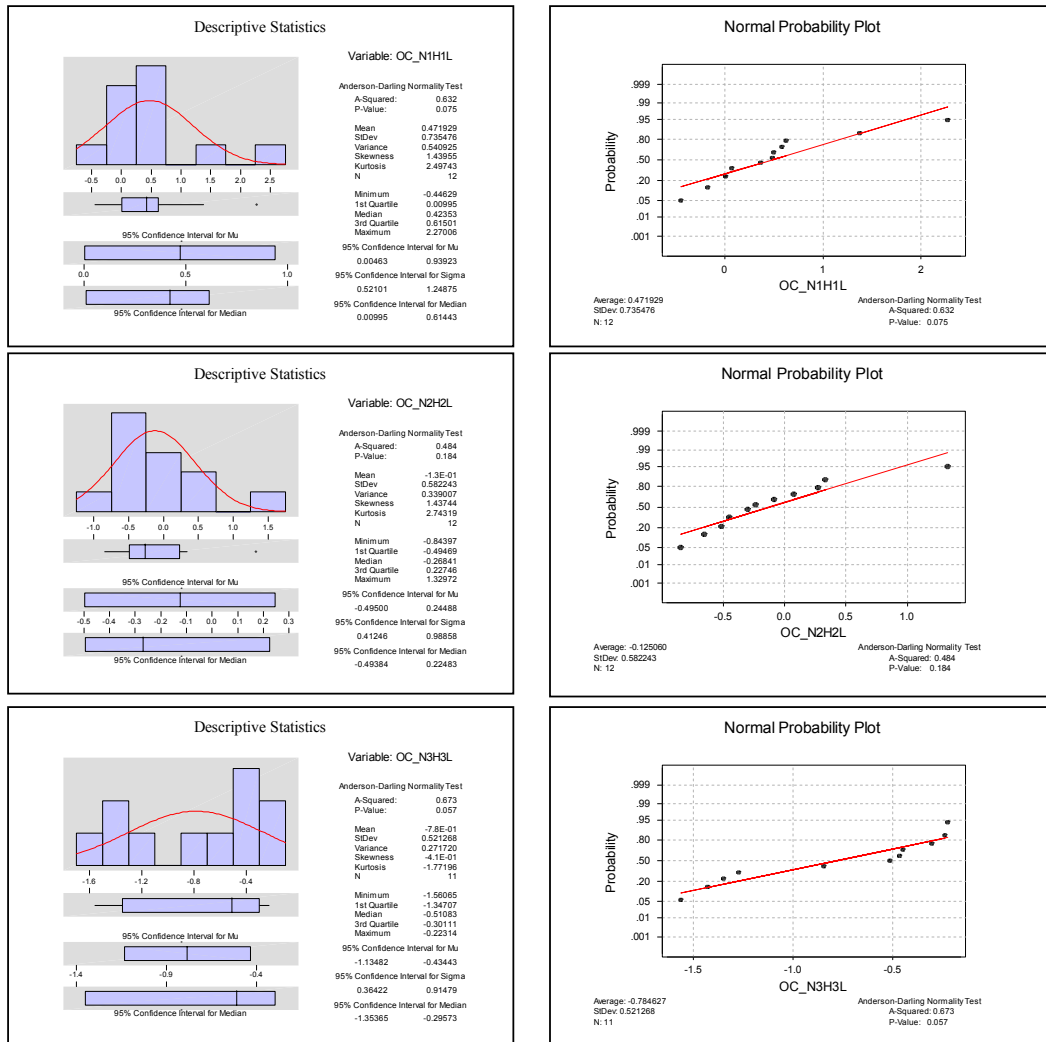 Descriptive Statistics
Variable: OC_N1H1L
Anderson-Darling Normality Test
A-Squared: 0.632
P-Value: 0.075
Mean 0.471929
StDev 0.735476
Variance 0.540925
Skewness 1.43955
Kurtosis 2.49743
N 12
Minimum -0.44629
1st Quartile 0.00995
Median 0.42353
3rd Quartile 0.61501
Maximum 2.27006
95% Confidence Interval for Mu
0.00463 0.93923
95% Confidence Interval for Sigma
0.52101 1.24875
95% Confidence Interval for Median
0.00995 0.61443
-0.5 0.0 0.5 1.0 1.5 2.0 2.5
95% Confidence Interval for Mu
0.0 0.5 1.0
95% Confidence Interval for Median
Normal Probability Plot
.999
.99
.95
.80
.50
.20
.05
.01
.001
Probability
0 1 2
OC_N1H1L
Average: 0.471929
StDev: 0.735476
N: 12
Anderson-Darling Normality Test
A-Squared: 0.632
P-Value: 0.075
Descriptive Statistics
Variable: OC_N2H2L
Anderson-Darling Normality Test
A-Squared: 0.484
P-Value: 0.184
Mean -1.3E-01
StDev 0.582243
Variance 0.339007
Skewness 1.43744
Kurtosis 2.74319
N 12
Minimum -0.84397
1st Quartile -0.49469
Median -0.26841
3rd Quartile 0.22746
Maximum 1.32972
95% Confidence Interval for Mu
-0.49500 0.24488
95% Confidence Interval for Sigma
0.41246 0.98858
95% Confidence Interval for Median
-0.49384 0.22483
-1.0 -0.5 0.0 0.5 1.0 1.5
95% Confidence Interval for Mu
-0.5 -0.4 -0.3 -0.2 -0.1 0.0 0.1 0.2 0.3
95% Confidence Interval for Median
Normal Probability Plot
.999
.99
.95
.80
.50
.20
.05
.01
.001
Probability
-0.5 0.0 0.5 1.0
OC_N2H2L
Average: -0.125060
StDev: 0.582243
N: 12
Anderson-Darling Normality Test
A-Squared: 0.484
P-Value: 0.184
Descriptive Statistics
Variable: OC_N3H3L
Anderson-Darling Normality Test
A-Squared: 0.673
P-Value: 0.057
Mean -7.8E-01
StDev 0.521268
Variance 0.271720
Skewness -4.1E-01
Kurtosis -1.77196
N 11
Minimum -1.56065
1st Quartile -1.34707
Median -0.51083
3rd Quartile -0.30111
Maximum -0.22314
95% Confidence Interval for Mu
-1.13482 -0.43443
95% Confidence Interval for Sigma
0.36422 0.91479
95% Confidence Interval for Median
-1.35365 -0.29573
-1.6 -1.2 -0.8 -0.4
95% Confidence Interval for Mu
-1.4 -0.9 -0.4
95% Confidence Interval for Median
Normal Probability Plot
.999
.99
.95
.80
.50
.20
.05
.01
.001
Probability
-1.5 -1.0 -0.5
OC_N3H3L
Average: -0.784627
StDev: 0.521268
N: 11
Anderson-Darling Normality Test
A-Squared: 0.673
P-Value: 0.057